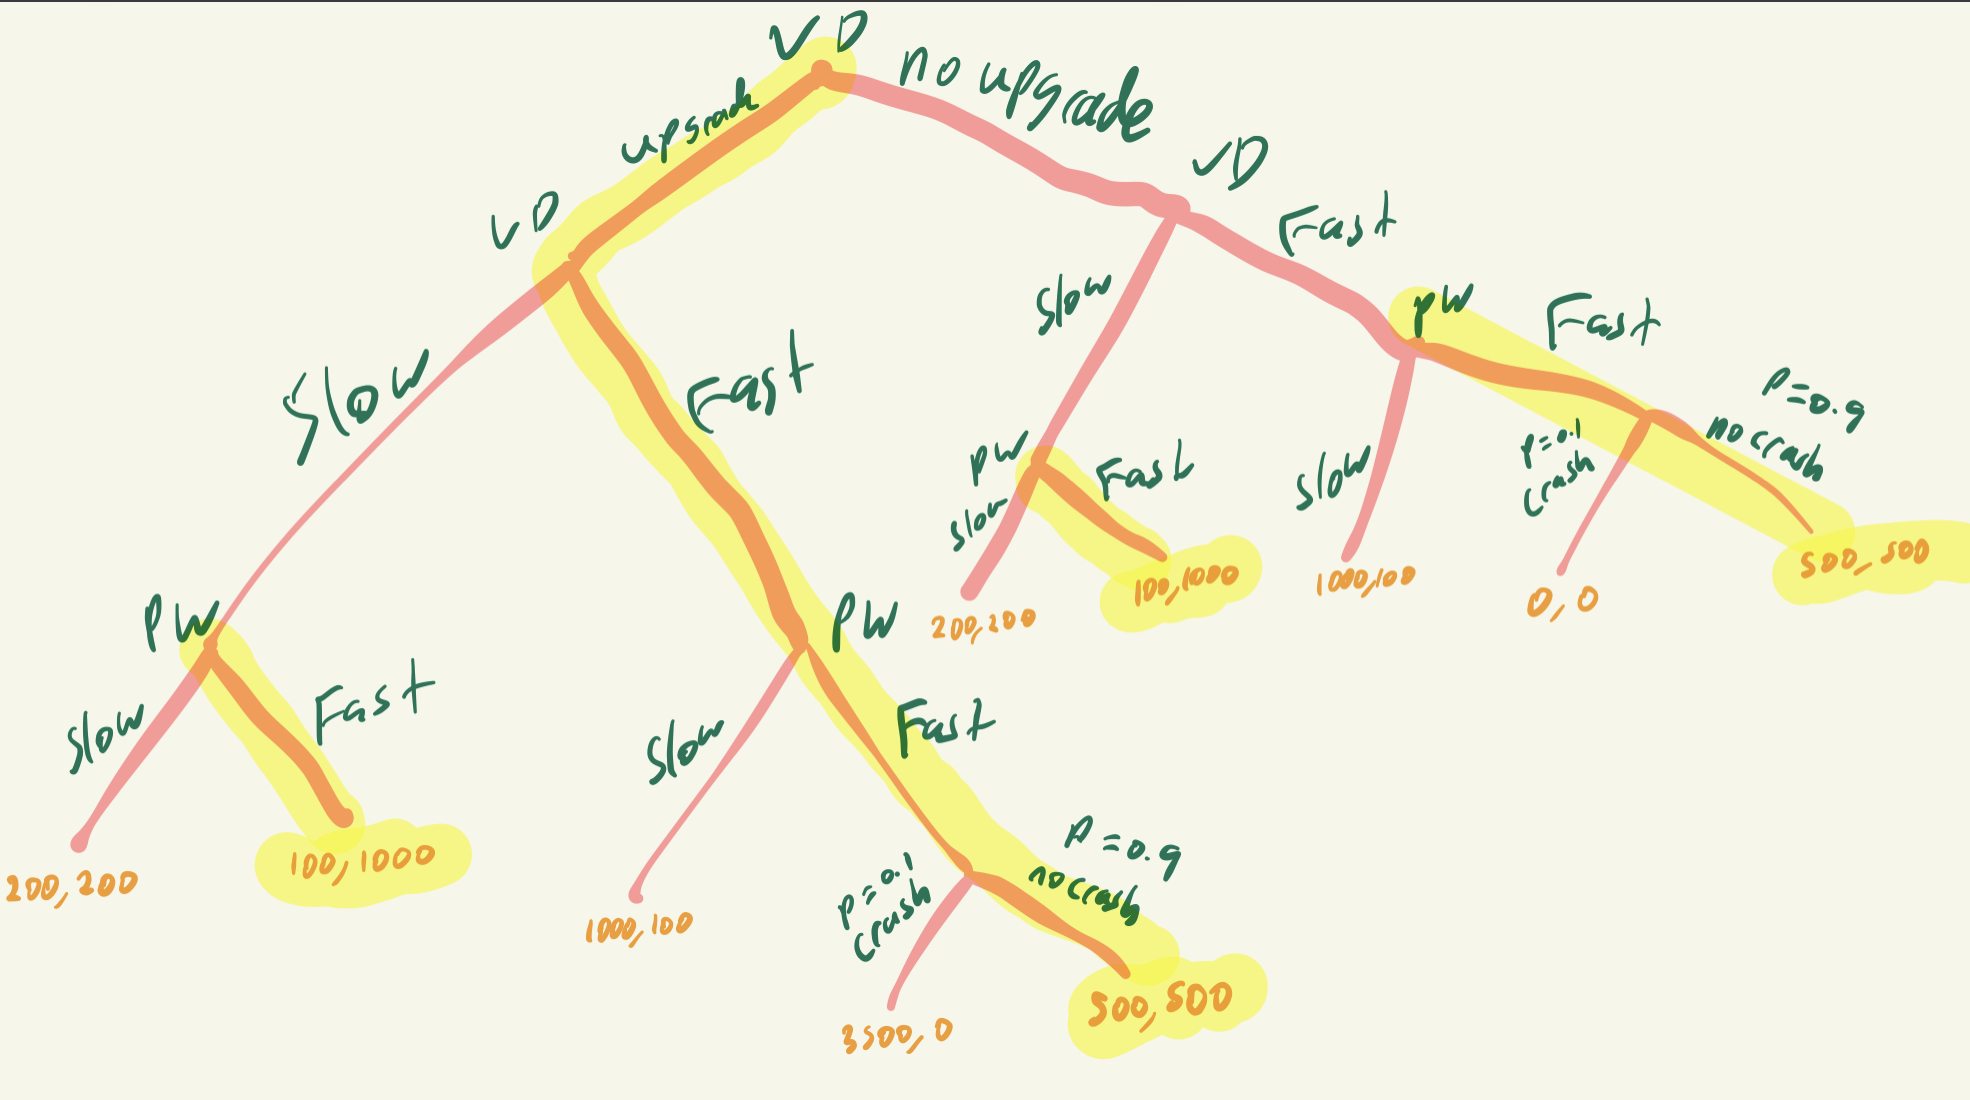 VD
no upgrade
upgrade
VD
VD
Fast
slow
PW
Fast
P=0.9
no crash
P=0.1
crash
slow
Fast
PW
Fast
slow
slow
500, 500
100, 1000
1000, 100
0, 0
200, 200
PW
PW
slow
Fast
slow
Fast
P=0.9
no crash
P=0.1
crash
100, 1000
200, 200
1000, 100
500, 500
3500, 0